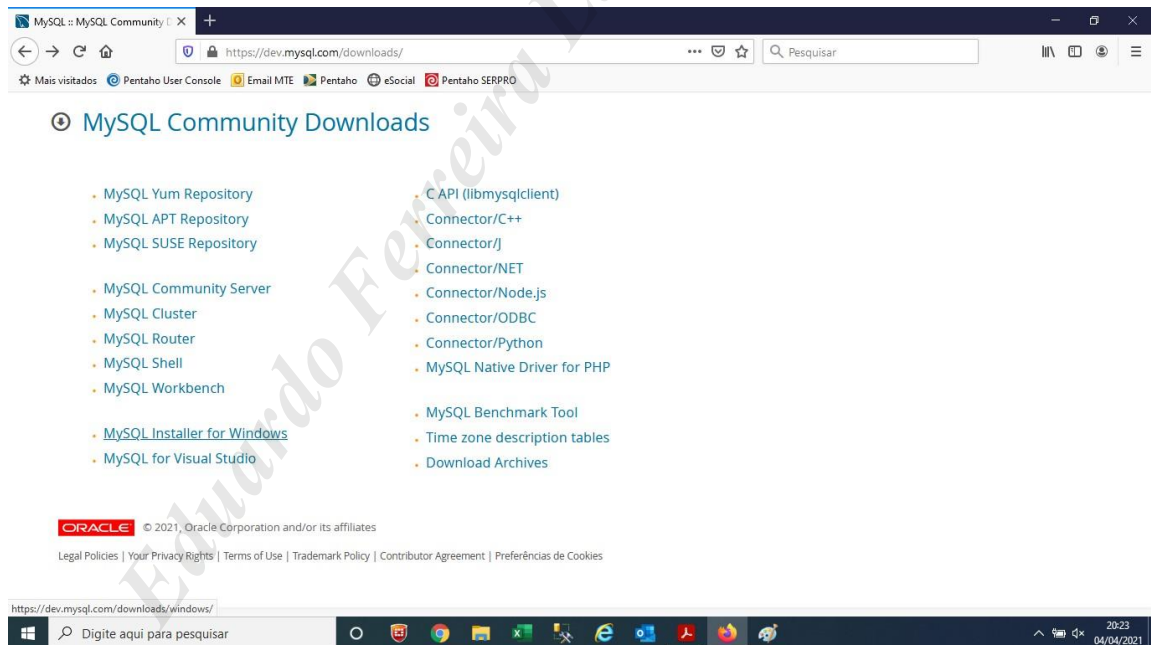 MySQL :: MySQL Community D
https://dev.mysql.com/downloads/
Pesquisar
Mais visitados
Pentaho User Console
Email MTE
Pentaho
eSocial
Pentaho SERPRO
MySQL Community Downloads
MySQL Yum Repository
MySQL APT Repository
MySQL SUSE Repository
MySQL Community Server
MySQL Cluster
MySQL Router
MySQL Shell
MySQL Workbench
MySQL Installer for Windows
MySQL for Visual Studio
C API (libmysqlclient)
Connector/C++
Connector/J
Connector/NET
Connector/Node.js
Connector/ODBC
Connector/Python
MySQL Native Driver for PHP
MySQL Benchmark Tool
Time zone description tables
Download Archives
ORACLE © 2021, Oracle Corporation and/or its affiliates
Legal Policies | Your Privacy Rights | Terms of Use | Trademark Policy | Contributor Agreement | Preferências de Cookies
https://dev.mysql.com/downloads/windows/
Digite aqui para pesquisar
20:23
04/04/2021
Eduardo Ferreira